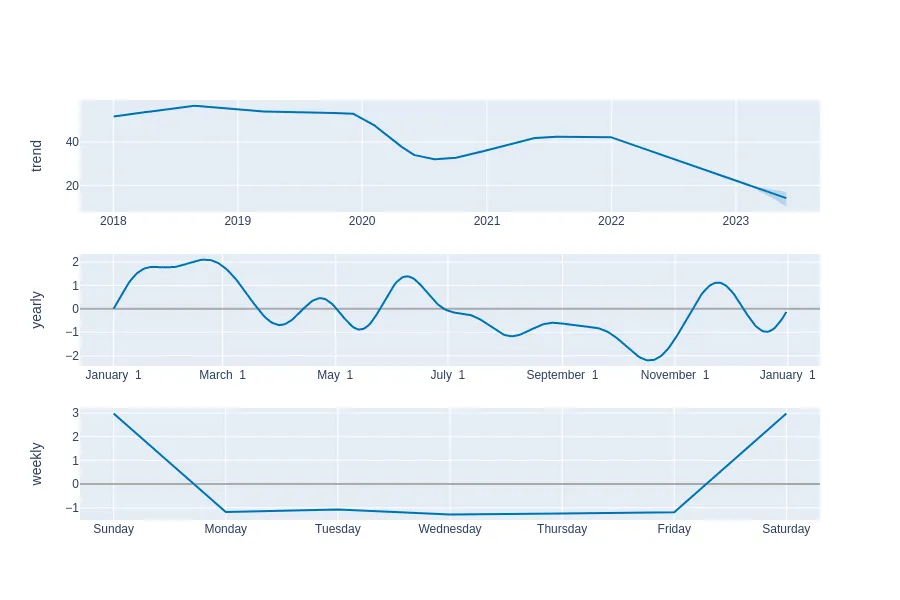 trend
40
20
2018 2019 2020 2021 2022 2023
yearly
2
1
0
−1
−2
January 1 March 1 May 1 July 1 September 1 November 1 January 1
weekly
3
2
1
0
−1
Sunday Monday Tuesday Wednesday Thursday Friday Saturday